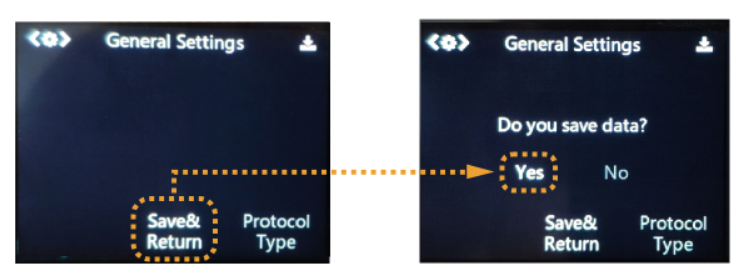 General Settings
Save&
Return
Protocol
Type
General Settings
Do you save data?
Yes
No
Save&
Return
Protocol
Type